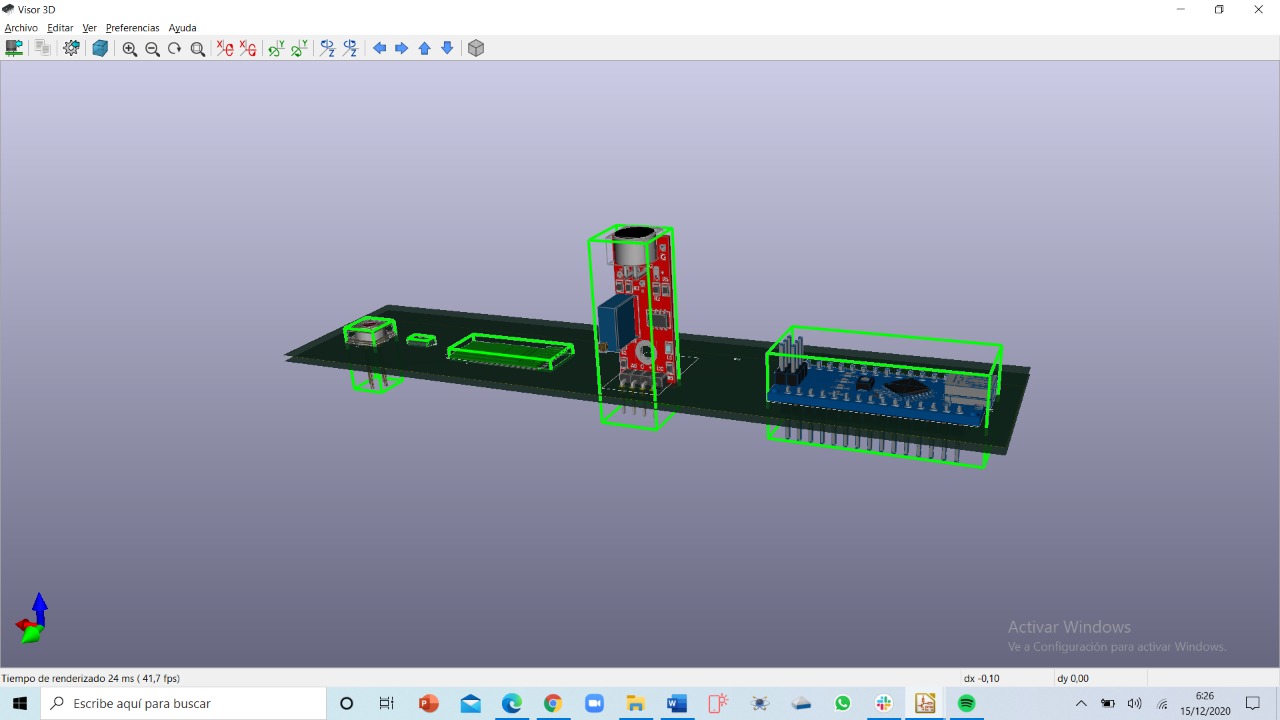 Visor 3D
Archivo Editar Ver Preferencias Ayuda
Activar Windows
Ve a Configuración para activar Windows.
Tiempo de renderizado 24 ms ( 41,7 fps)
dx -0,10
dy 0,00
Escribe aquí para buscar
6:26
15/12/2020